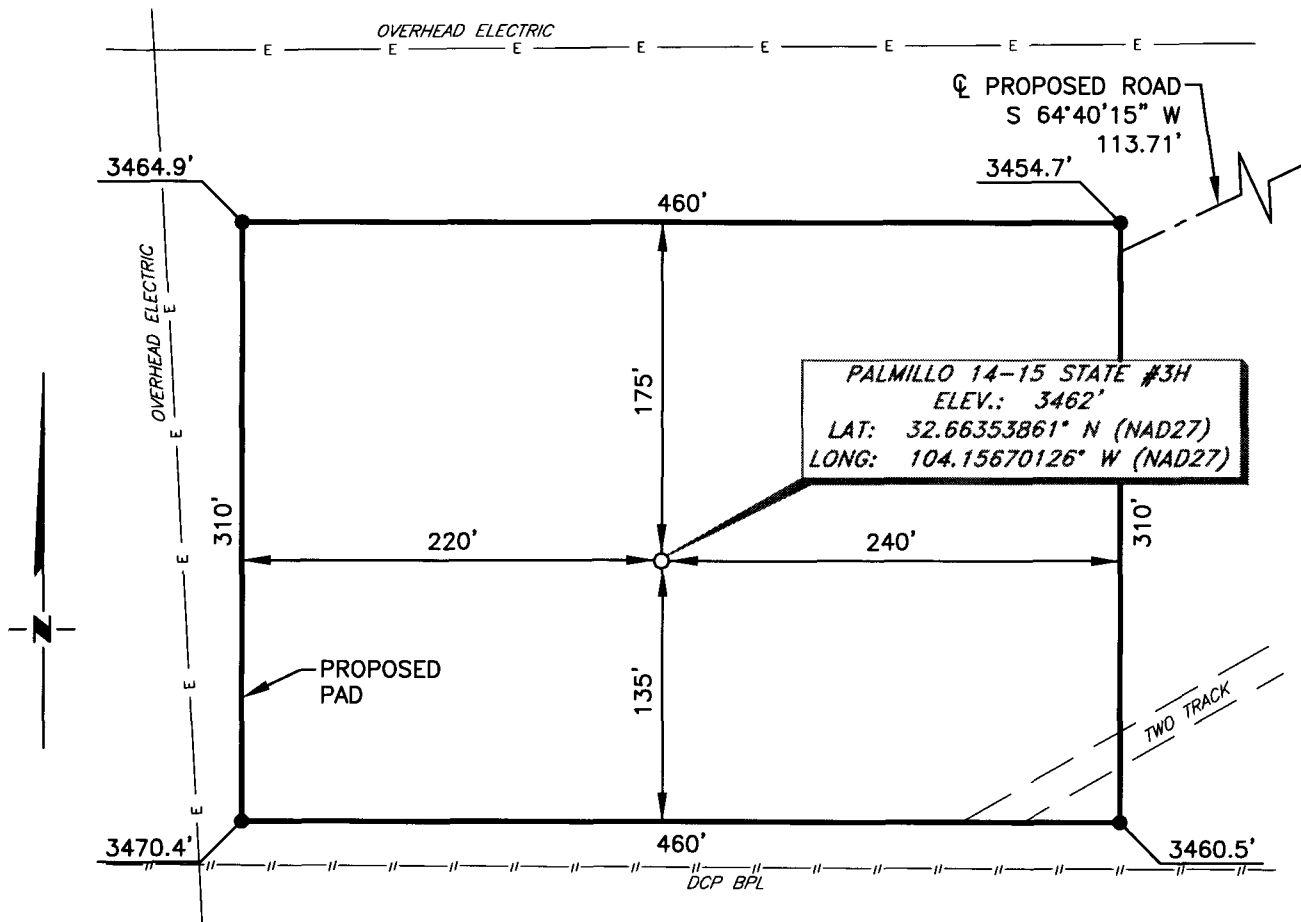 OVERHEAD ELECTRIC
E E E E E E E E
℄ PROPOSED ROAD
S 64°40'15" W
113.71'
3464.9'
3454.7'
460'
OVERHEAD ELECTRIC
E
E
E
E
E
175'
PALMILLO 14-15 STATE #3H
ELEV.: 3462'
LAT: 32.66353861° N (NAD27)
LONG: 104.15670126° W (NAD27)
310'
310'
220'
240'
N
PROPOSED
PAD
135'
TWO TRACK
3470.4'
460'
3460.5'
DCP BPL